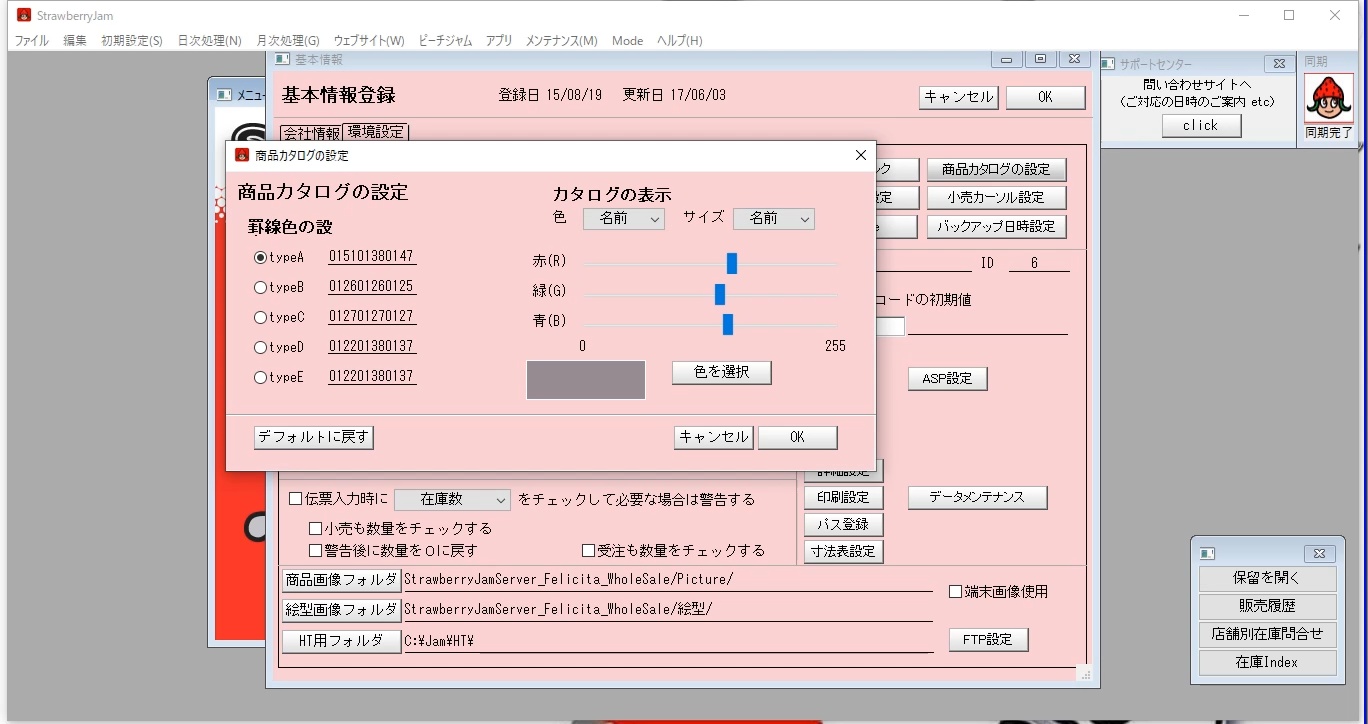 StrawberryJam
ファイル 編集 初期設定(S) 日次処理(N) 月次処理(G) ウェブサイト(W) ピーチジャム アプリ メンテナンス(M) Mode ヘルプ(H)
基本情報
サポートセンター
同期
メニュー
基本情報登録
登録日 15/08/19 更新日 17/06/03
キャンセル
OK
問い合わせサイトへ
(ご対応の日時のご案内 etc)
click
同期完了
会社情報
環境設定
商品カタログの設定
商品カタログの設定
カタログの表示
色 名前 サイズ 名前
罫線色の設
typeA 015101380147
typeB 012601260125
typeC 012701270127
typeD 012201380137
typeE 012201380137
赤(R)
緑(G)
青(B)
0 255
色を選択
デフォルトに戻す
キャンセル
OK
ク
商品カタログの設定
定
小売カーソル設定
e
バックアップ日時設定
ID 6
コードの初期値
ASP設定
詳細設定
印刷設定
データメンテナンス
パス登録
寸法表設定
伝票入力時に 在庫数 をチェックして必要な場合は警告する
小売も数量をチェックする
警告後に数量を0に戻す
受注も数量をチェックする
商品画像フォルダ StrawberryJamServer_Felicita_WholeSale/Picture/
端末画像使用
絵型画像フォルダ StrawberryJamServer_Felicita_WholeSale/絵型/
HT用フォルダ C:¥Jam¥HT¥
FTP設定
保留を開く
販売履歴
店舗別在庫問合せ
在庫Index